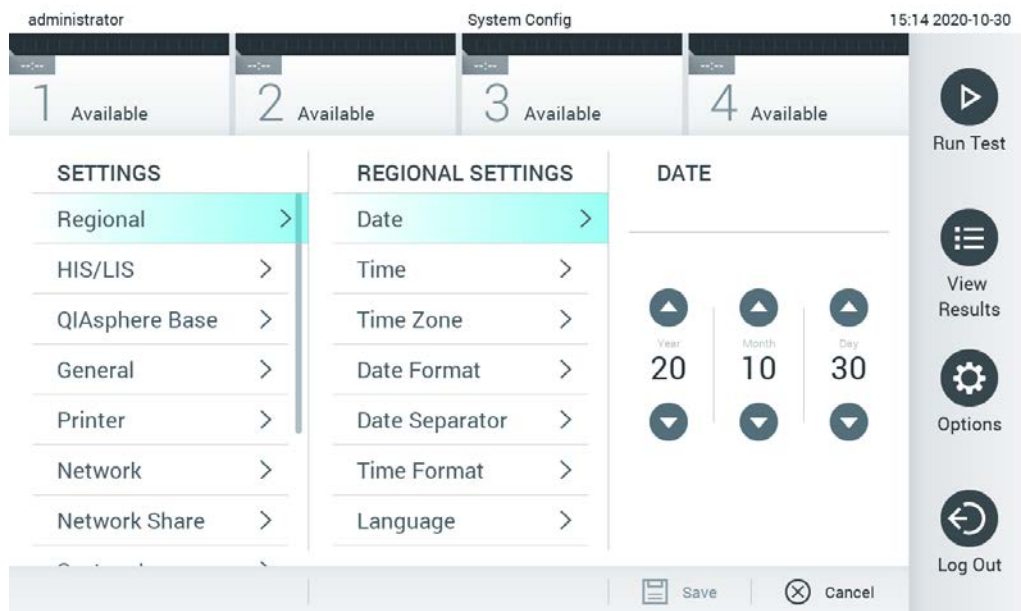 administrator System Config 15:14 2020-10-30
--:-- --:-- --:-- --:--
1 Available 2 Available 3 Available 4 Available
Run Test
View
Results
Options
Log Out
SETTINGS
Regional
HIS/LIS
QIAsphere Base
General
Printer
Network
Network Share
REGIONAL SETTINGS
Date
Time
Time Zone
Date Format
Date Separator
Time Format
Language
DATE
Year Month Day
20 10 30
Save Cancel